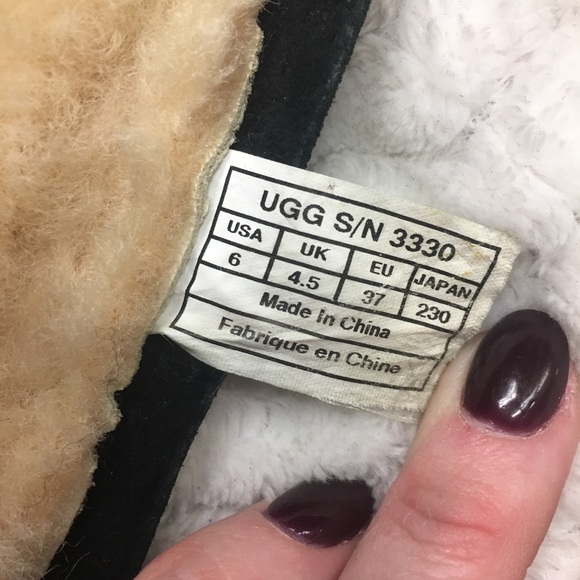 UGG S/N 3330
USA UK EU JAPAN
6 4.5 37 230
Made In China
Fabrique en Chine